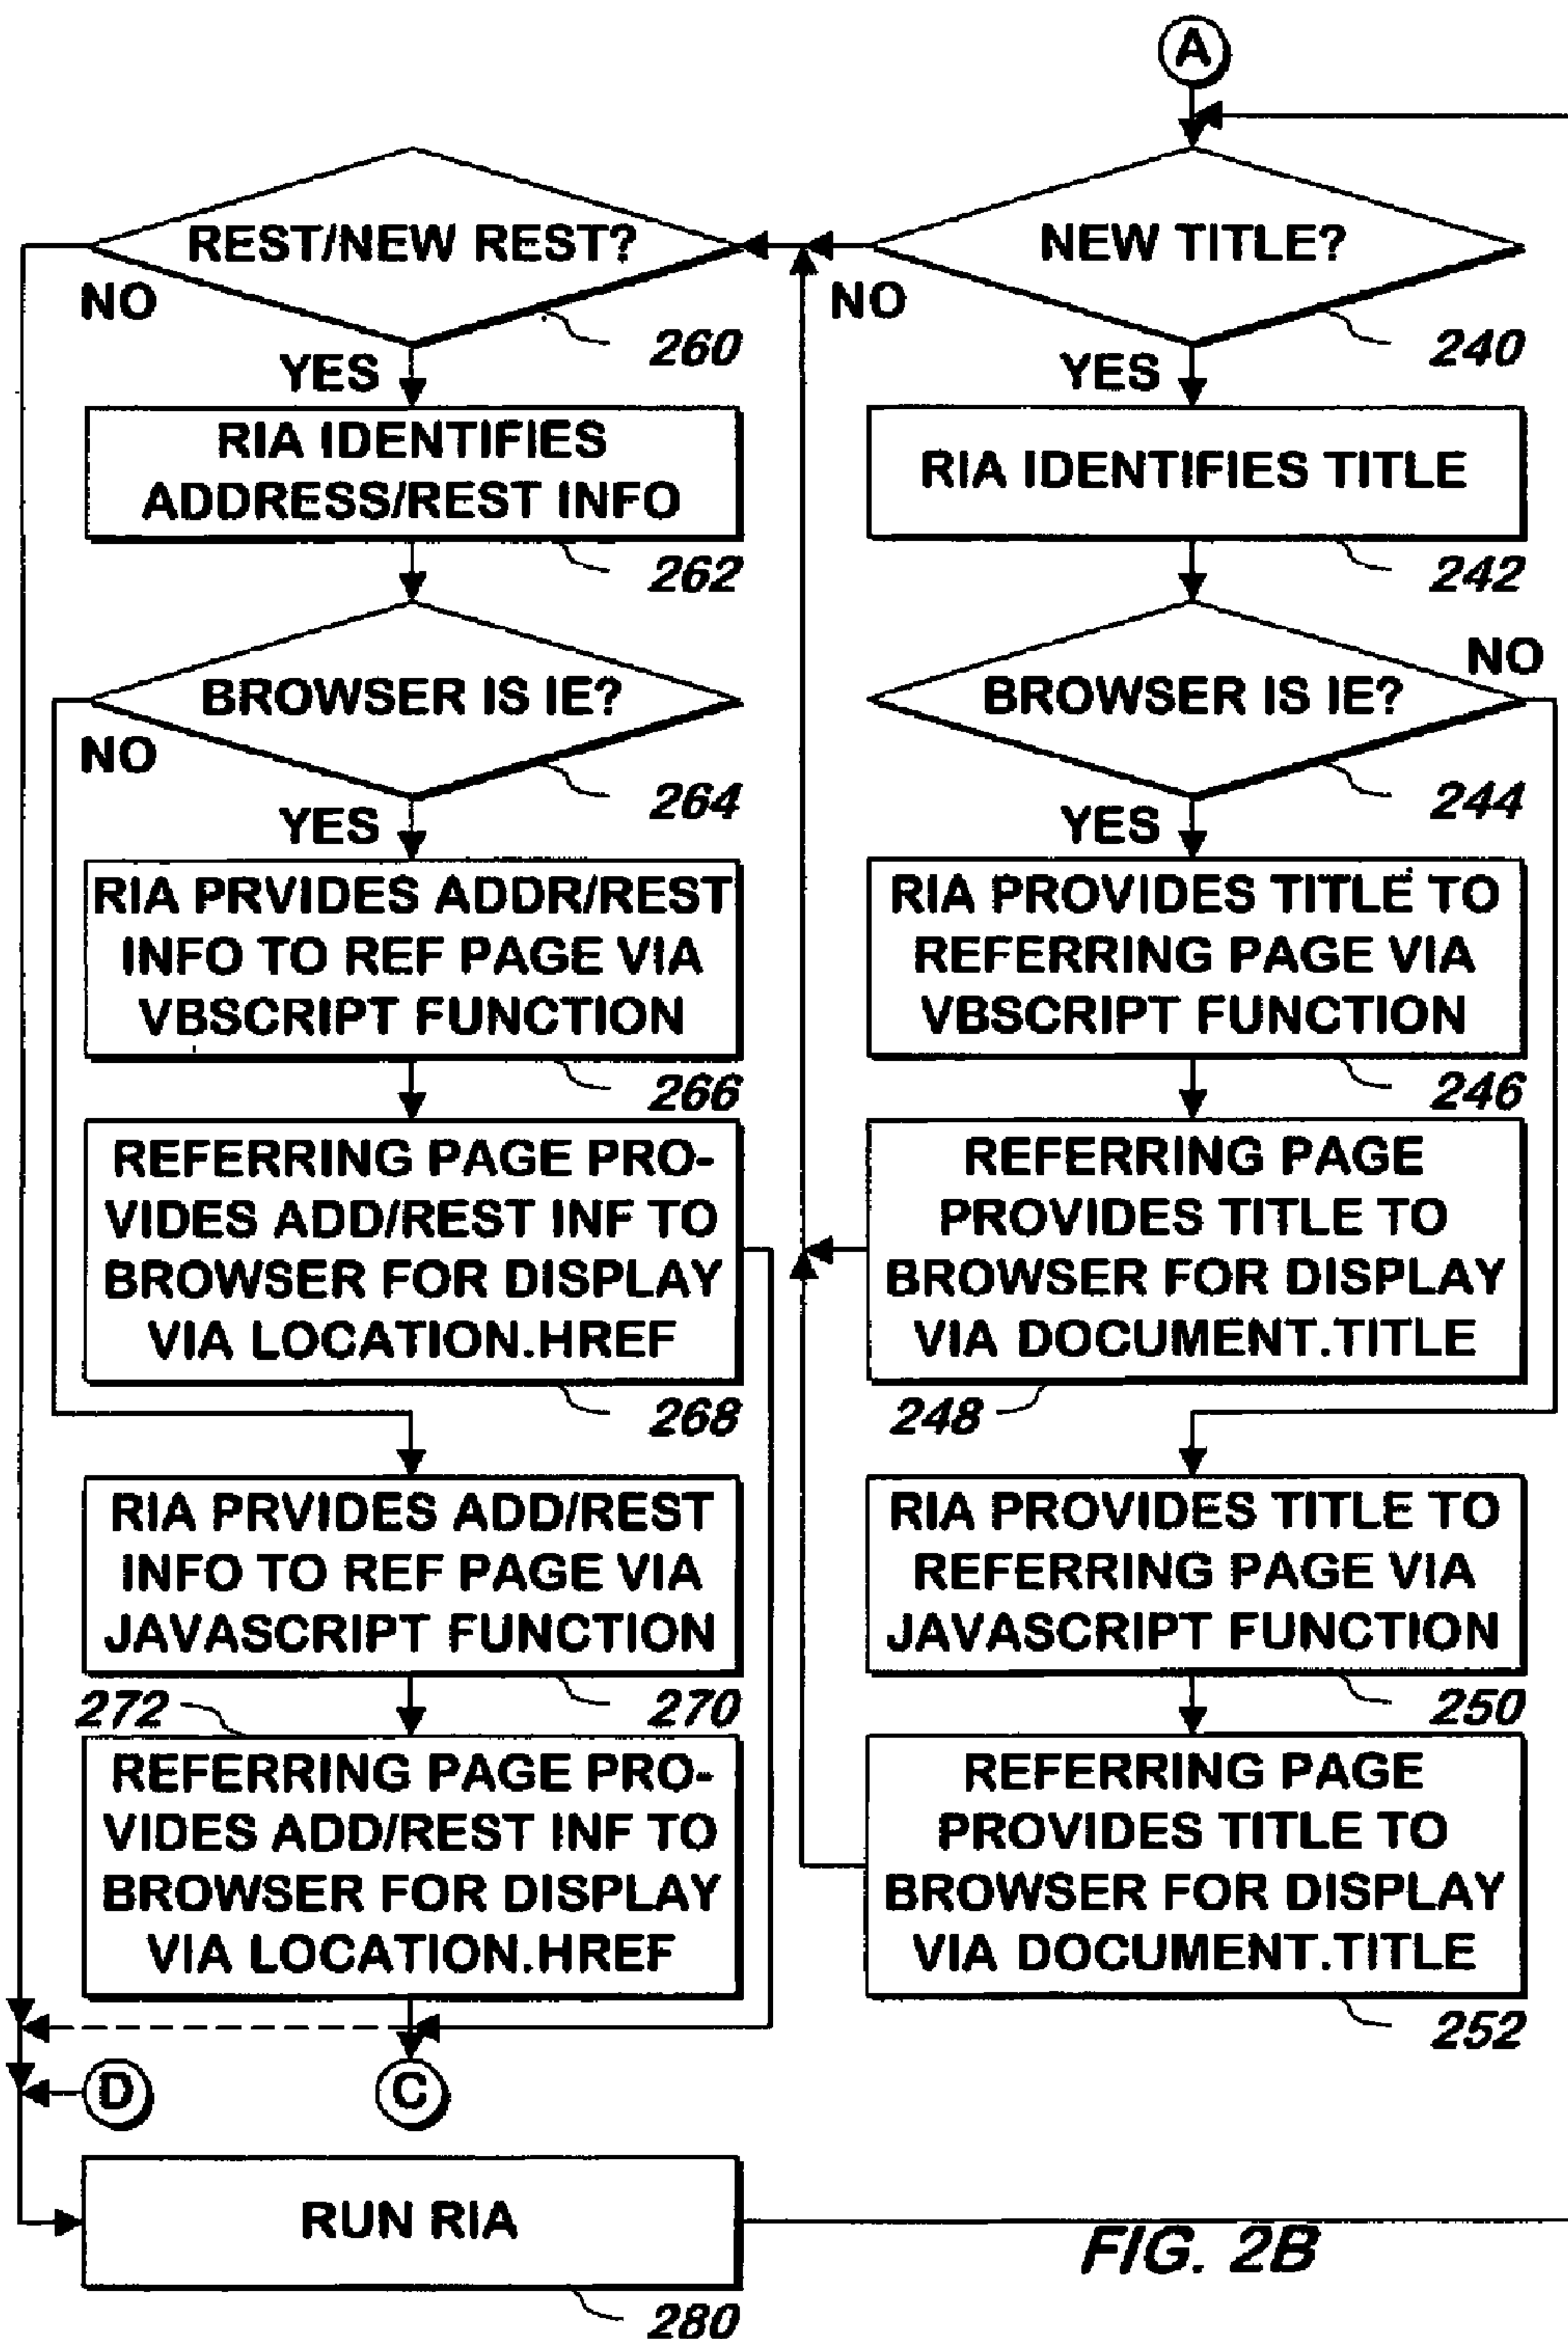 A
NEW TITLE?
NO
240
YES
RIA IDENTIFIES TITLE
242
BROWSER IS IE?
NO
244
YES
RIA PROVIDES TITLE TO
REFERRING PAGE VIA
VBSCRIPT FUNCTION
246
REFERRING PAGE
PROVIDES TITLE TO
BROWSER FOR DISPLAY
VIA DOCUMENT.TITLE
248
RIA PROVIDES TITLE TO
REFERRING PAGE VIA
JAVASCRIPT FUNCTION
250
REFERRING PAGE
PROVIDES TITLE TO
BROWSER FOR DISPLAY
VIA DOCUMENT.TITLE
252
REST/NEW REST?
NO
260
YES
RIA IDENTIFIES
ADDRESS/REST INFO
262
BROWSER IS IE?
NO
264
YES
RIA PRVIDES ADDR/REST
INFO TO REF PAGE VIA
VBSCRIPT FUNCTION
266
REFERRING PAGE PRO-
VIDES ADD/REST INF TO
BROWSER FOR DISPLAY
VIA LOCATION.HREF
268
RIA PRVIDES ADD/REST
INFO TO REF PAGE VIA
JAVASCRIPT FUNCTION
270
272
REFERRING PAGE PRO-
VIDES ADD/REST INF TO
BROWSER FOR DISPLAY
VIA LOCATION.HREF
D
C
RUN RIA
280
FIG. 2B